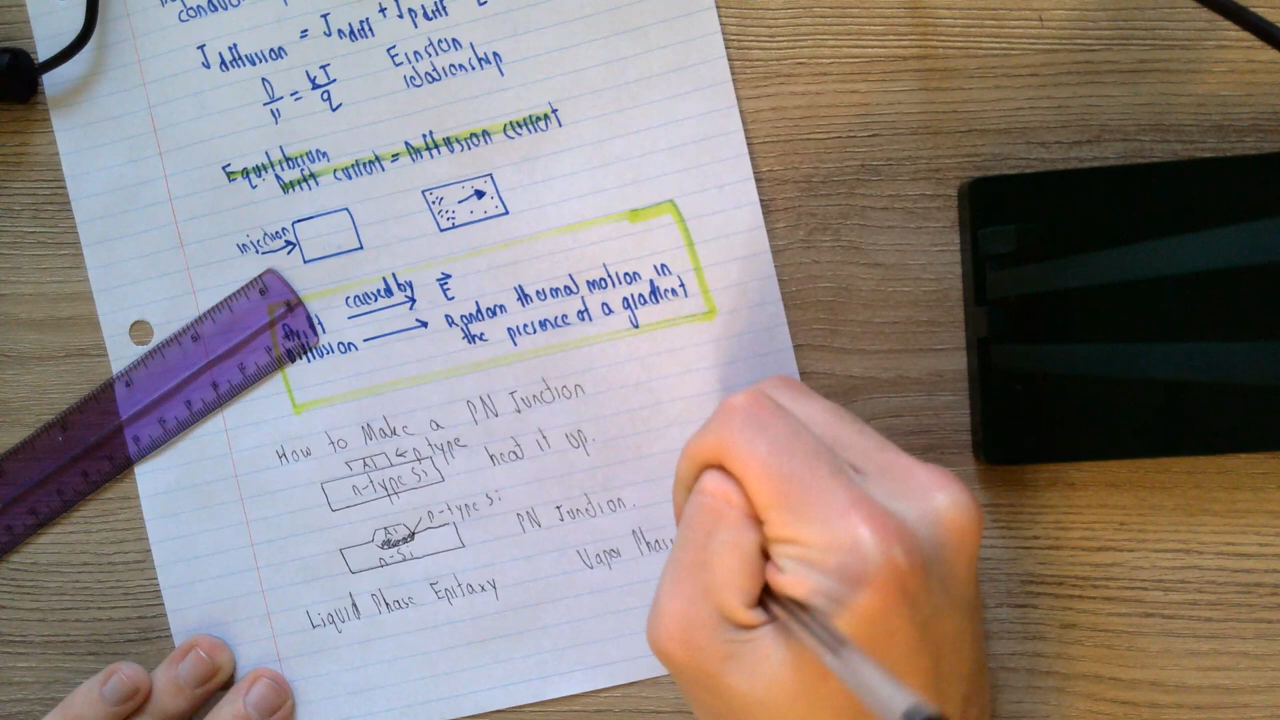 J diffusion = J n diff + J p diff
D/μ = kT/q
Einstein
relationship
Equilibrium
Drift current = Diffusion current
injection
caused by E
Diffusion
Random thermal motion in
the presence of a gradient
How to Make a PN Junction
Al ← p type
n-type Si
heat it up.
p-type Si
Al
n-Si
PN Junction.
Liquid Phase Epitaxy
Vapor Phase